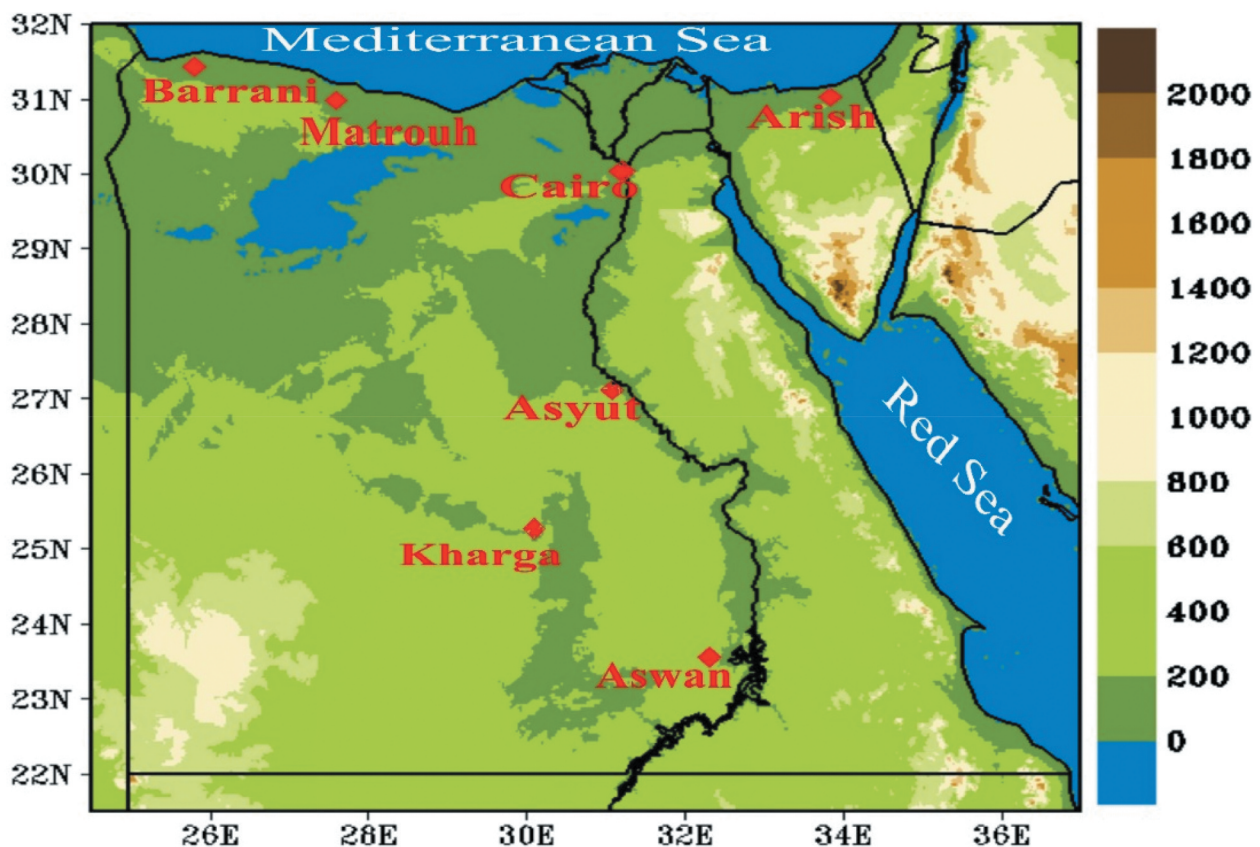 32N
Mediterranean Sea
Barrani
31N
Matrouh
Arish
30N
Cairo
29N
28N
27N
Asyut
Red Sea
26N
25N
Kharga
24N
Aswan
23N
22N
26E 28E 30E 32E 34E 36E
2000
1800
1600
1400
1200
1000
800
600
400
200
0